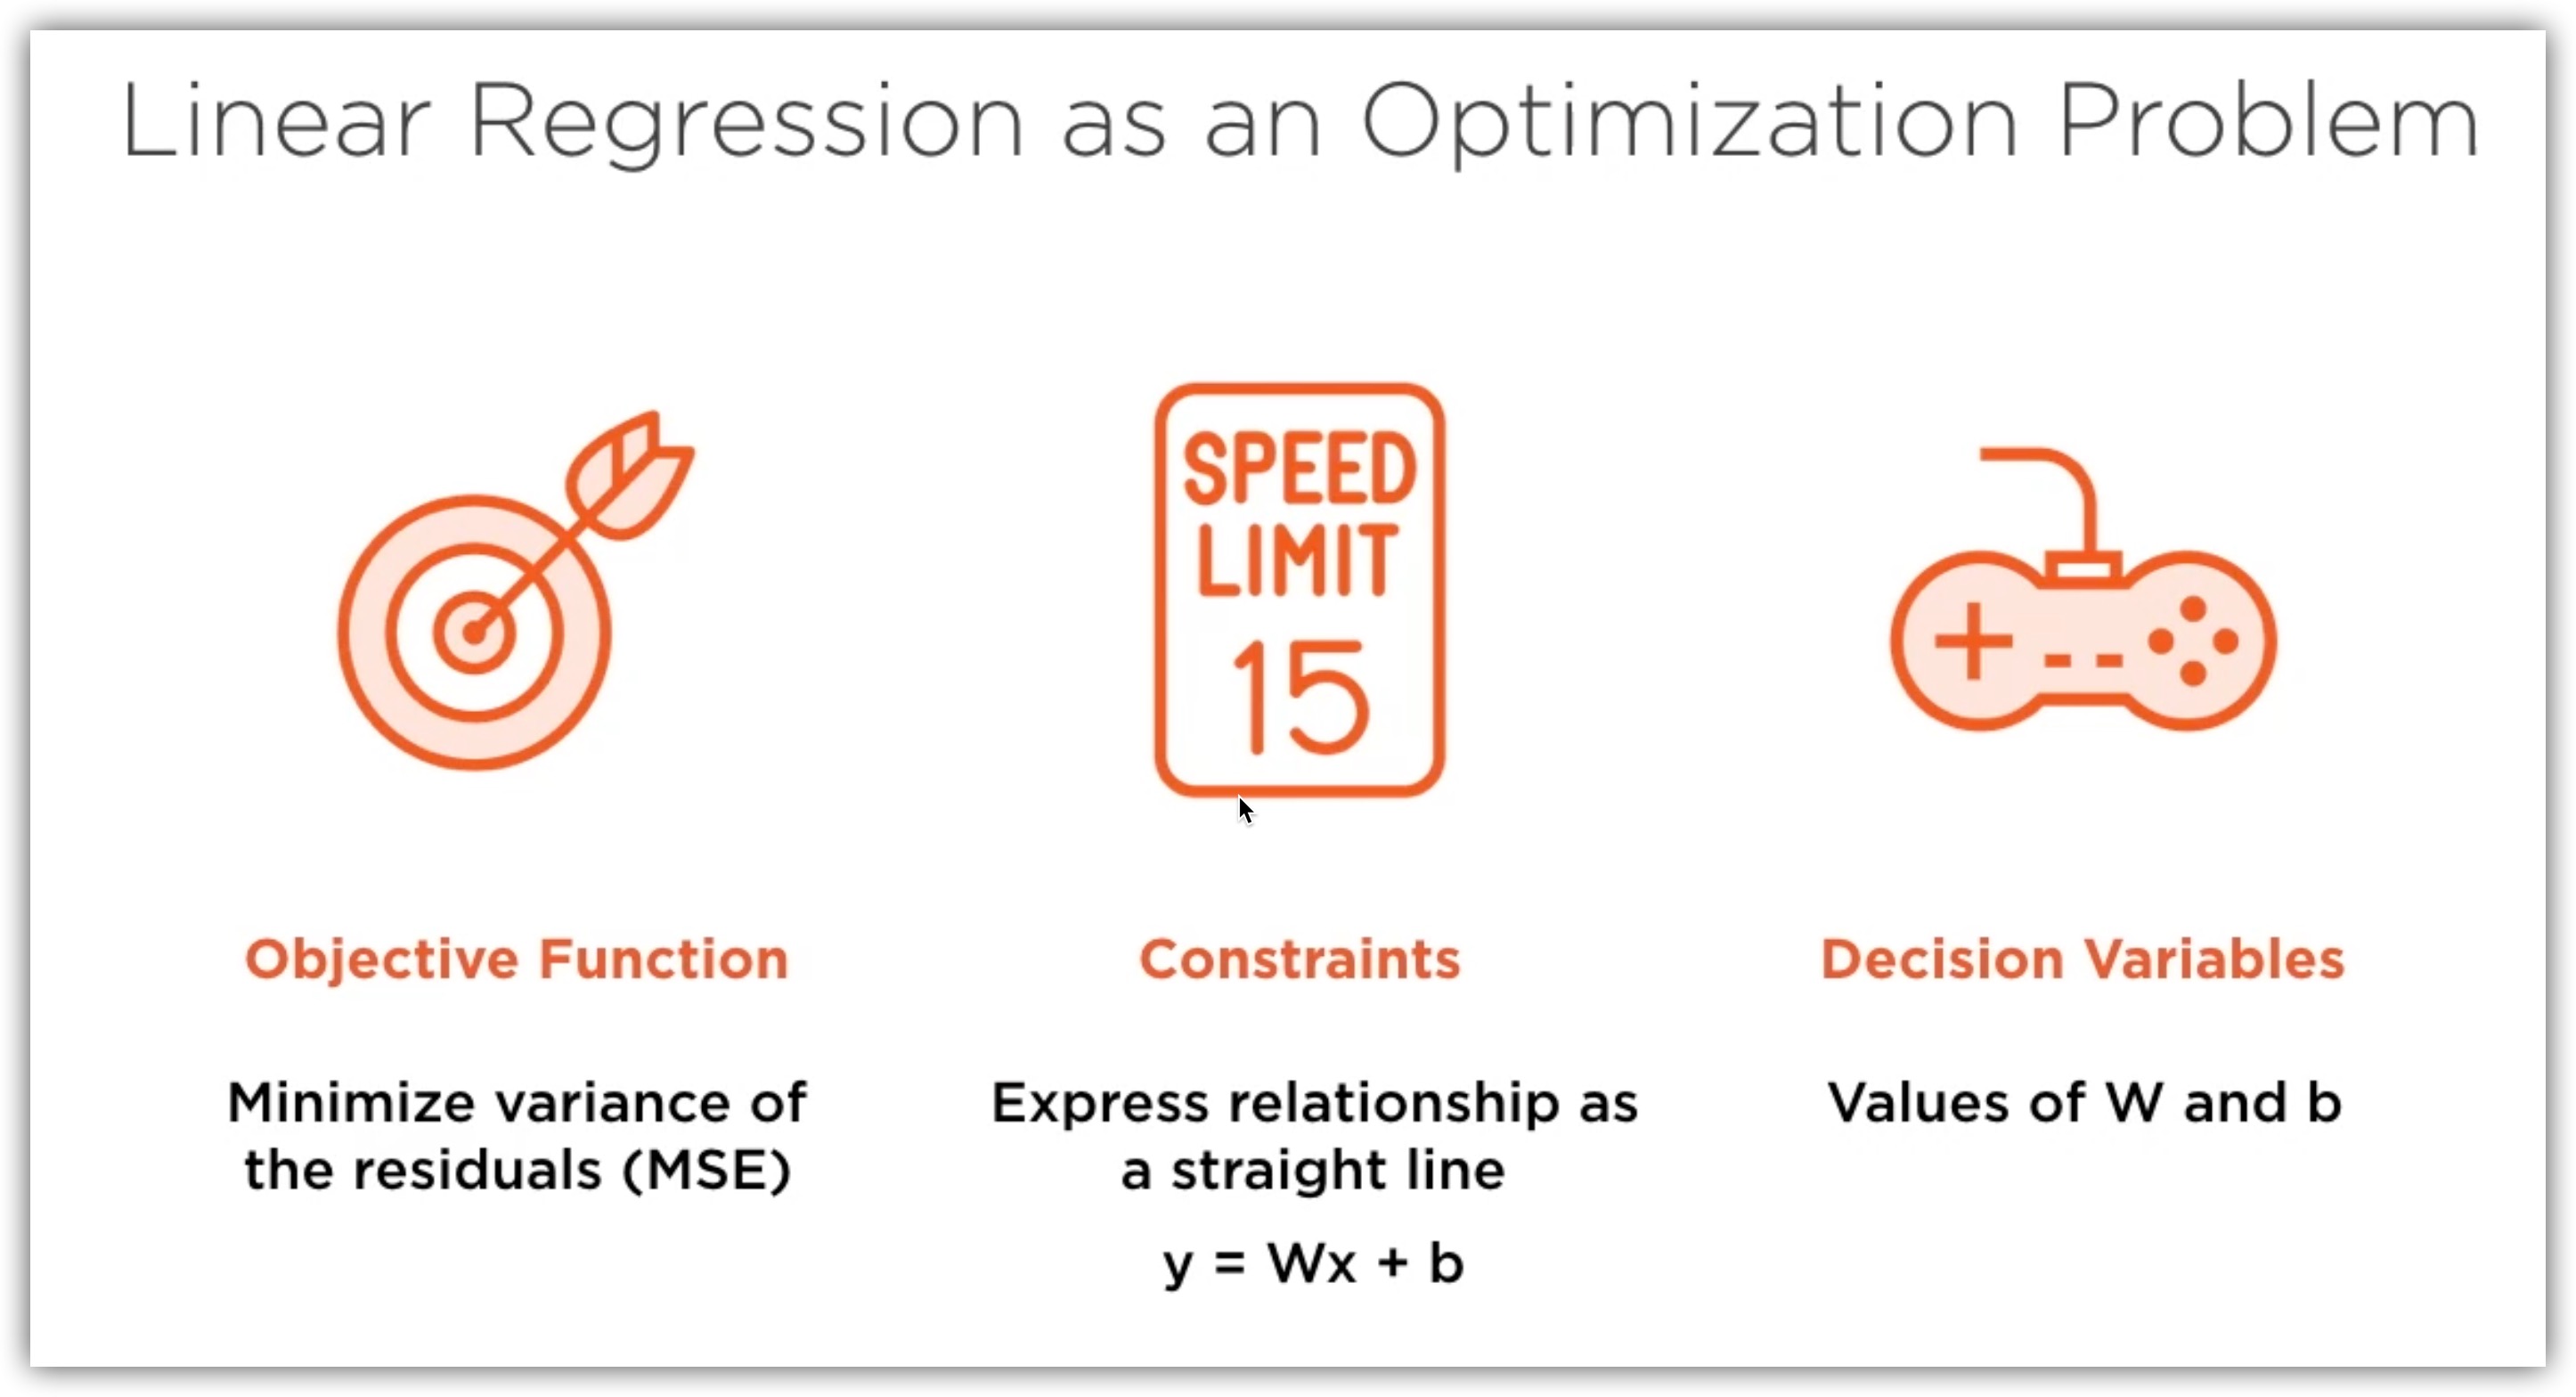 Linear Regression as an Optimization Problem
SPEED
LIMIT
15
Objective Function
Minimize variance of
the residuals (MSE)
Constraints
Express relationship as
a straight line
y = Wx + b
Decision Variables
Values of W and b